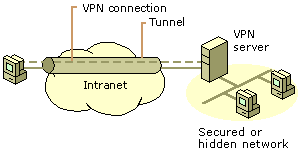 VPN connection
Tunnel
VPN
server
Intranet
Secured or
hidden network